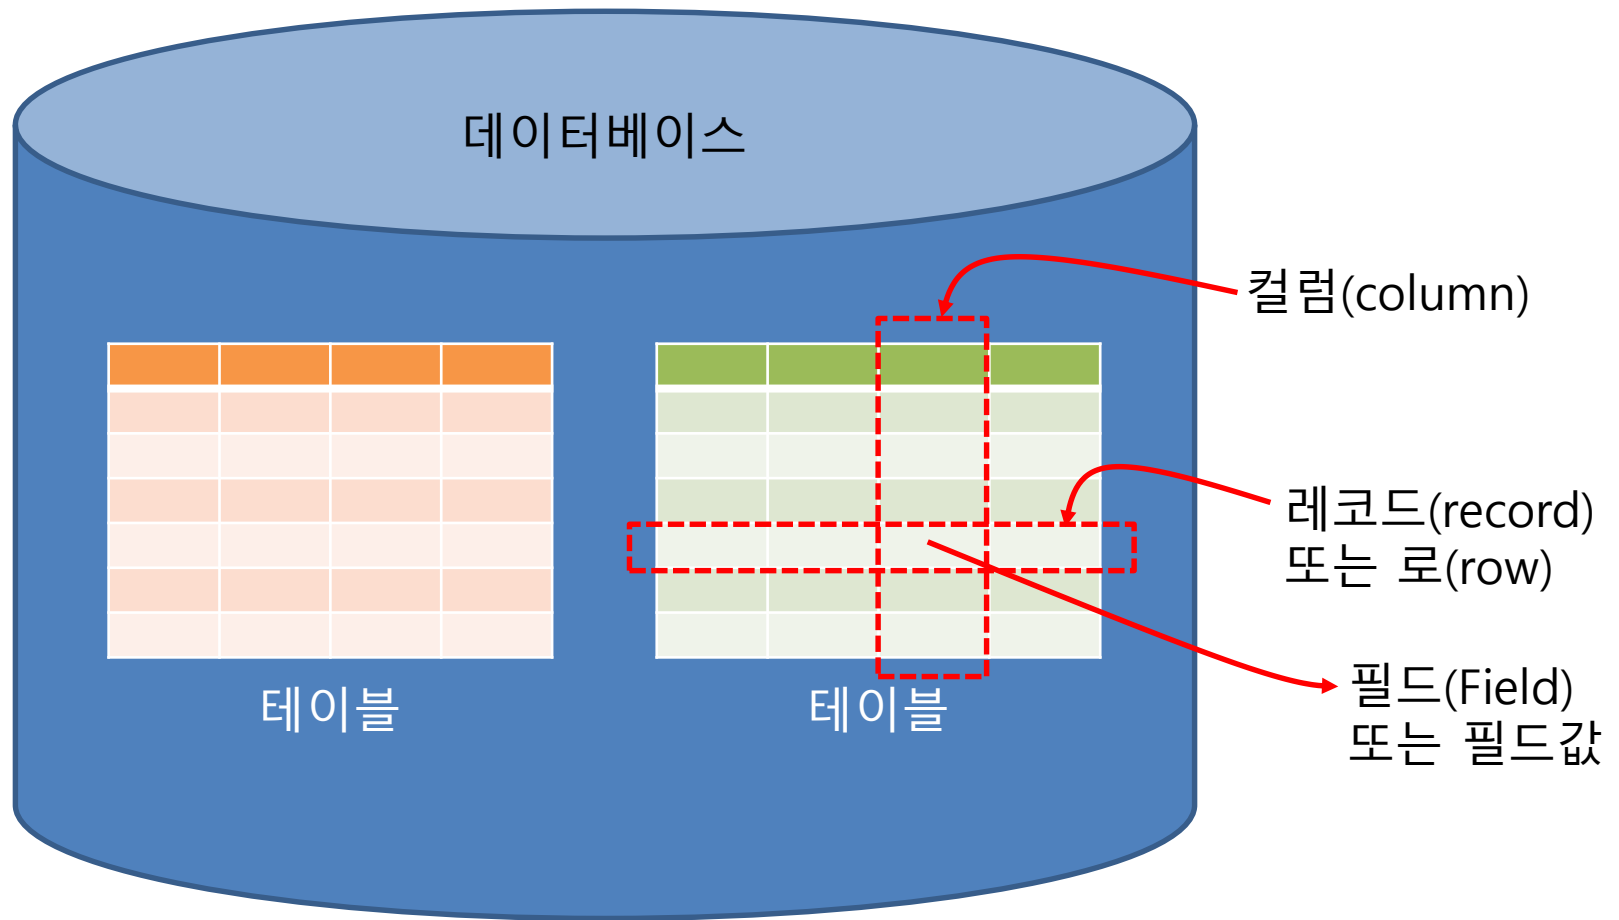 데이터베이스
컬럼(column)
레코드(record)
또는 로(row)
필드(Field)
또는 필드값
테이블
테이블